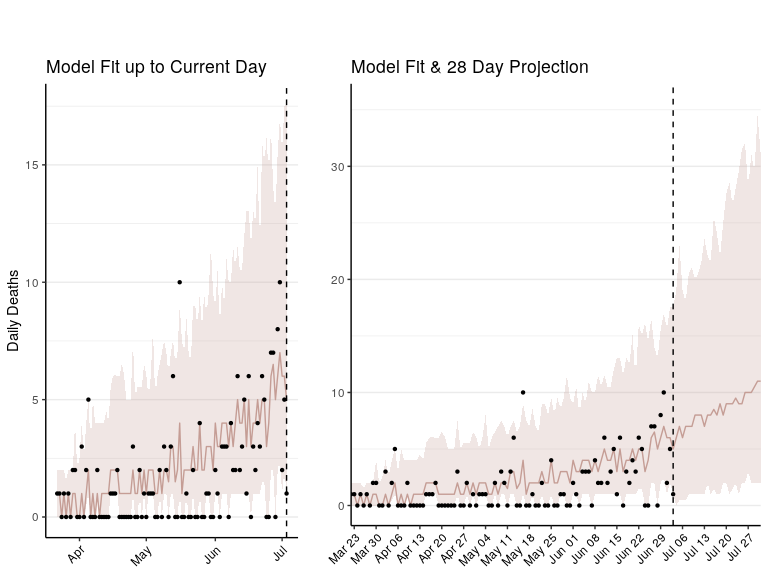 Model Fit up to Current Day
Model Fit & 28 Day Projection
Daily Deaths
15
10
5
0
Apr
May
Jun
Jul
30
20
10
0
Mar 23
Mar 30
Apr 06
Apr 13
Apr 20
Apr 27
May 04
May 11
May 18
May 25
Jun 01
Jun 08
Jun 15
Jun 22
Jun 29
Jul 06
Jul 13
Jul 20
Jul 27